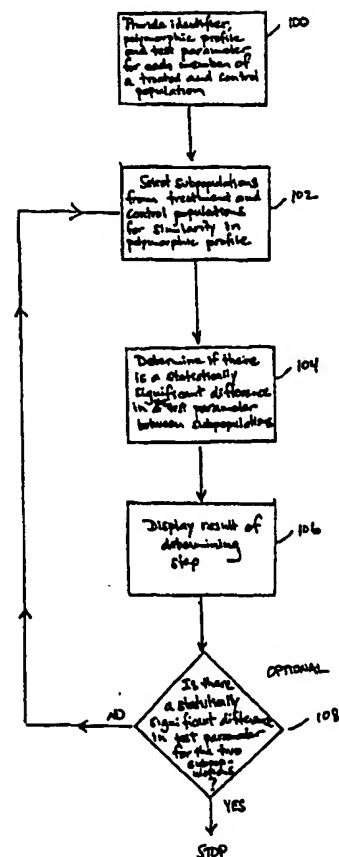 Provide identifier,
polymorphic profile
and test parameter
for each member of
a treated and control
population
100
Select subpopulations
from treatment and
control populations
for similarity in
polymorphic profile
102
Determine if there
is a statistically
significant difference
in test parameter
between subpopulations
104
Display result of
determining
step
106
OPTIONAL
Is there
a statistically
significant different
in test parameter
for the two
subpop-
ulations
?
108
NO
YES
STOP